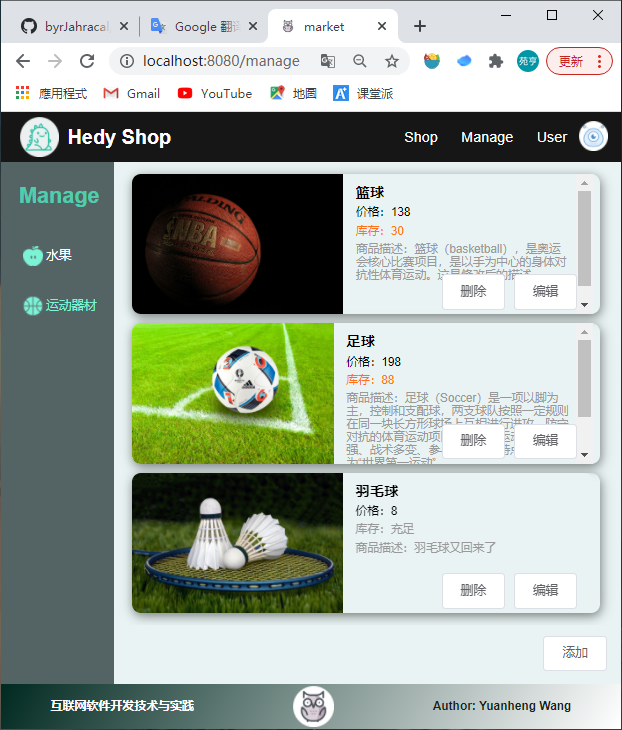 byrJahracal
Google 翻译
market
localhost:8080/manage
苑亨
更新
應用程式
Gmail
YouTube
地圖
课堂派
Hedy Shop
Shop
Manage
User
Manage
水果
运动器材
SPALDING
NBA
篮球
价格：138
库存：30
商品描述：篮球（basketball），是奥运
会核心比赛项目，是以手为中心的身体对
抗性体育运动。这是修改后的描述
删除
编辑
足球
价格：198
库存：88
商品描述：足球（Soccer）是一项以脚为
主，控制和支配球，两支球队按照一定规则
在同一块长方形球场上互相进行进攻、防守
对抗的体育运动项
强、战术多变、参
为"世界第一运动"
删除
编辑
羽毛球
价格：8
库存：充足
商品描述：羽毛球又回来了
删除
编辑
添加
互联网软件开发技术与实践
Author: Yuanheng Wang